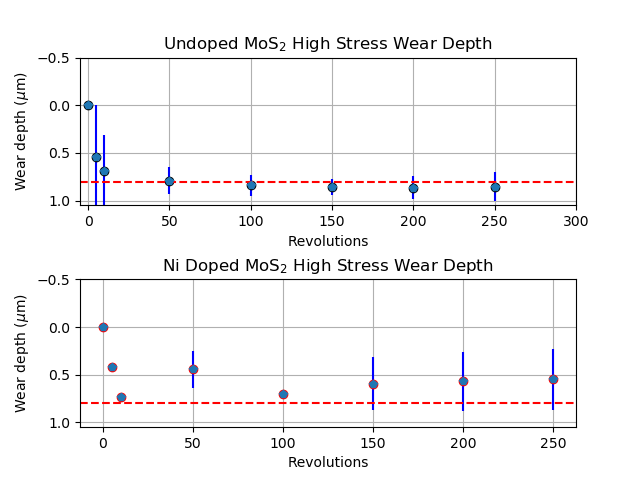 Undoped MoS₂ High Stress Wear Depth
−0.5
0.0
0.5
1.0
Wear depth (μm)
0 50 100 150 200 250 300
Revolutions
Ni Doped MoS₂ High Stress Wear Depth
−0.5
0.0
0.5
1.0
Wear depth (μm)
0 50 100 150 200 250
Revolutions